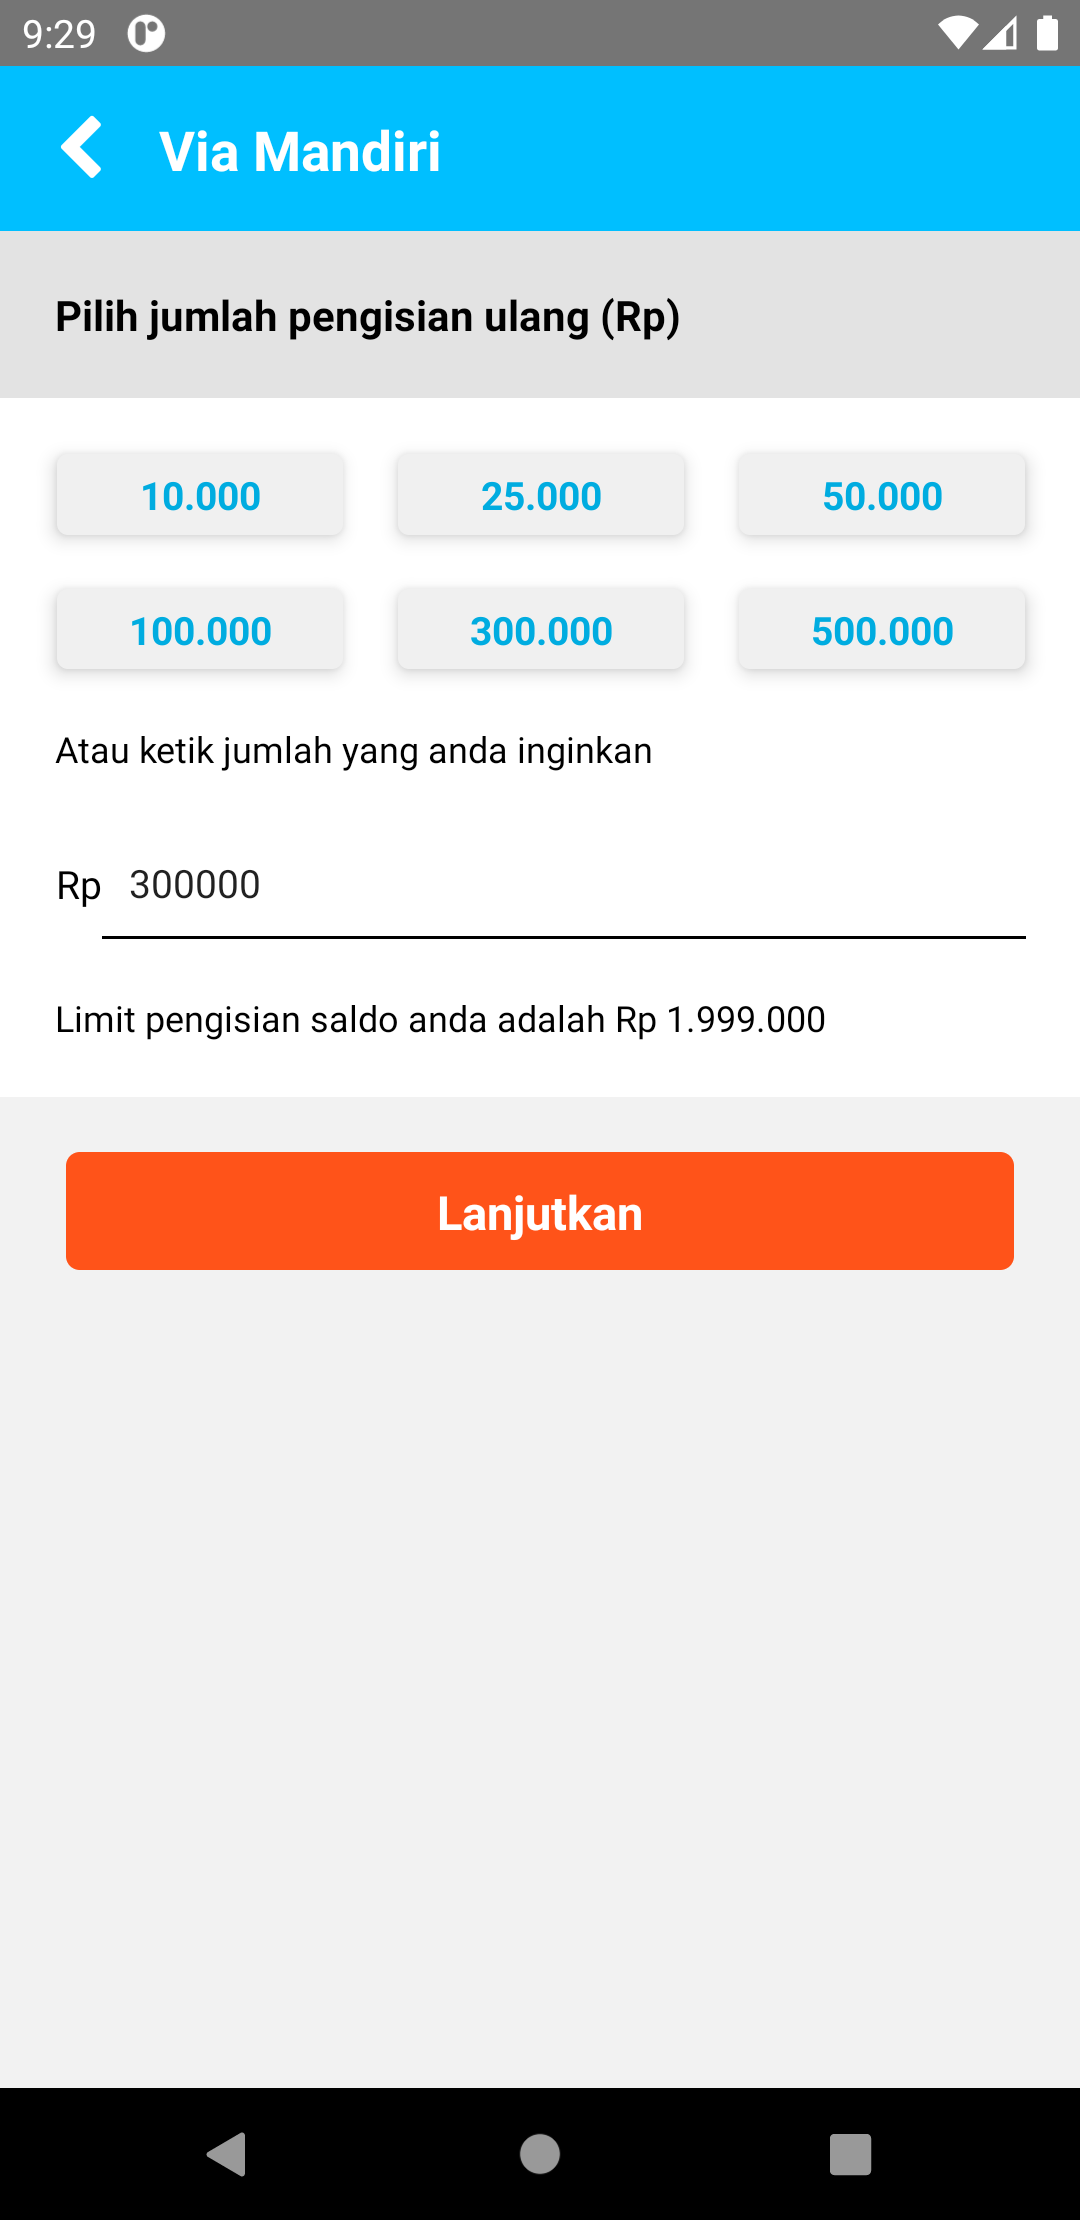 9:29
Via Mandiri
Pilih jumlah pengisian ulang (Rp)
10.000 25.000 50.000
100.000 300.000 500.000
Atau ketik jumlah yang anda inginkan
Rp 300000
Limit pengisian saldo anda adalah Rp 1.999.000
Lanjutkan